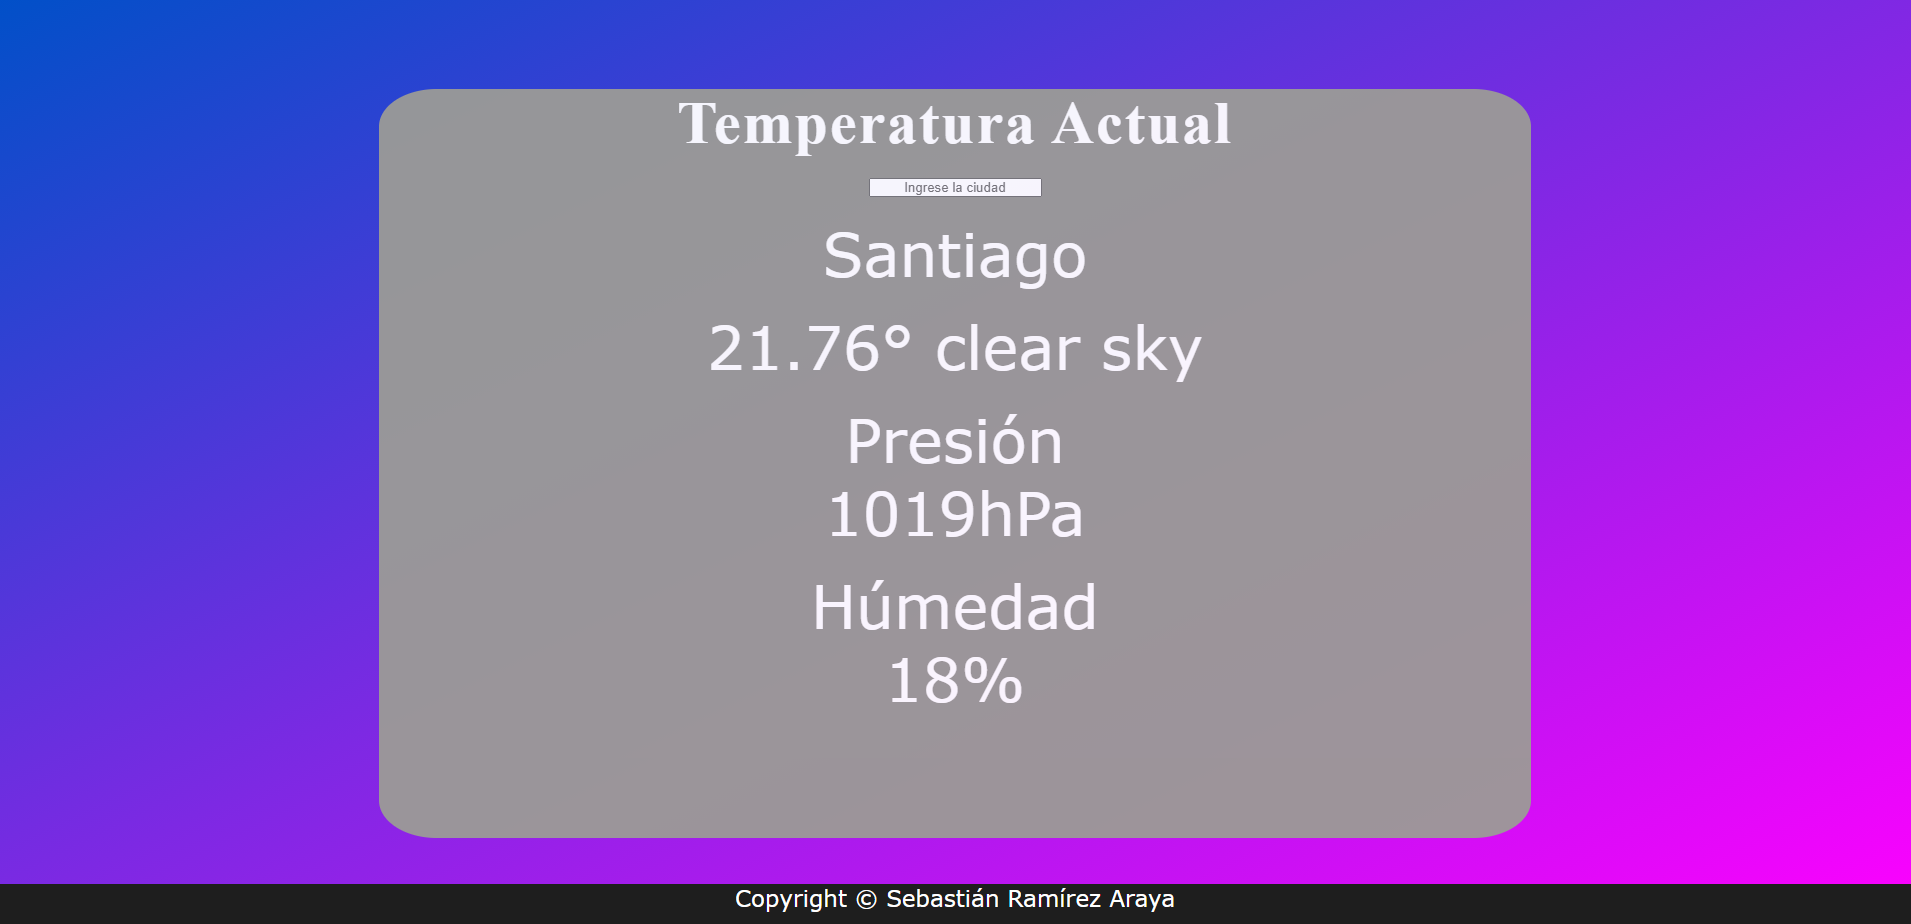 Temperatura Actual
Ingrese la ciudad
Santiago
21.76° clear sky
Presión
1019hPa
Húmedad
18%
Copyright © Sebastián Ramírez Araya